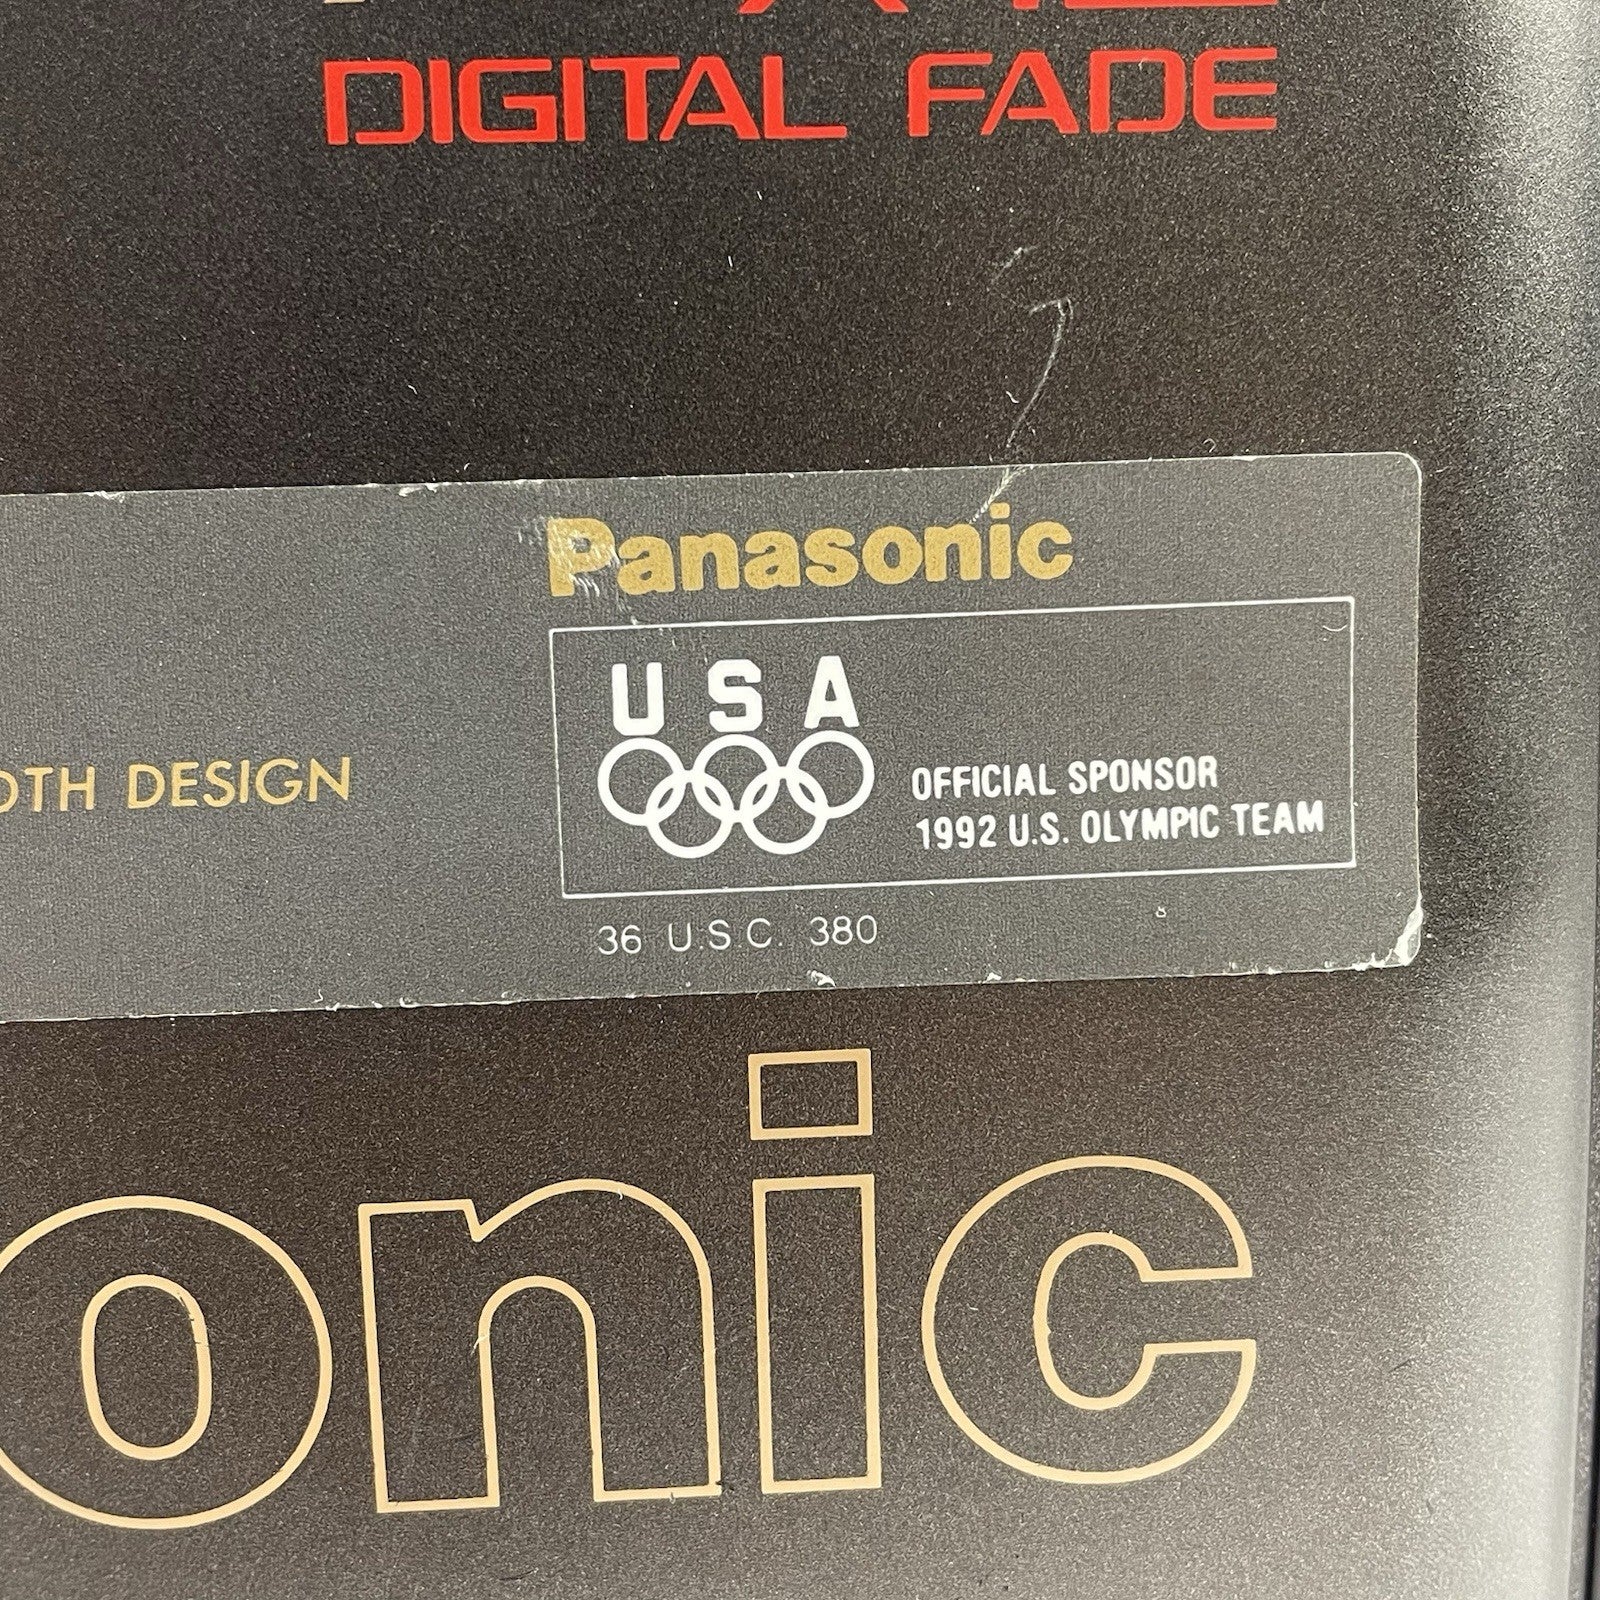 DIGITAL FADE
Panasonic
USA
OTH DESIGN
OFFICIAL SPONSOR
1992 U.S. OLYMPIC TEAM
36 U.S.C. 380
onic